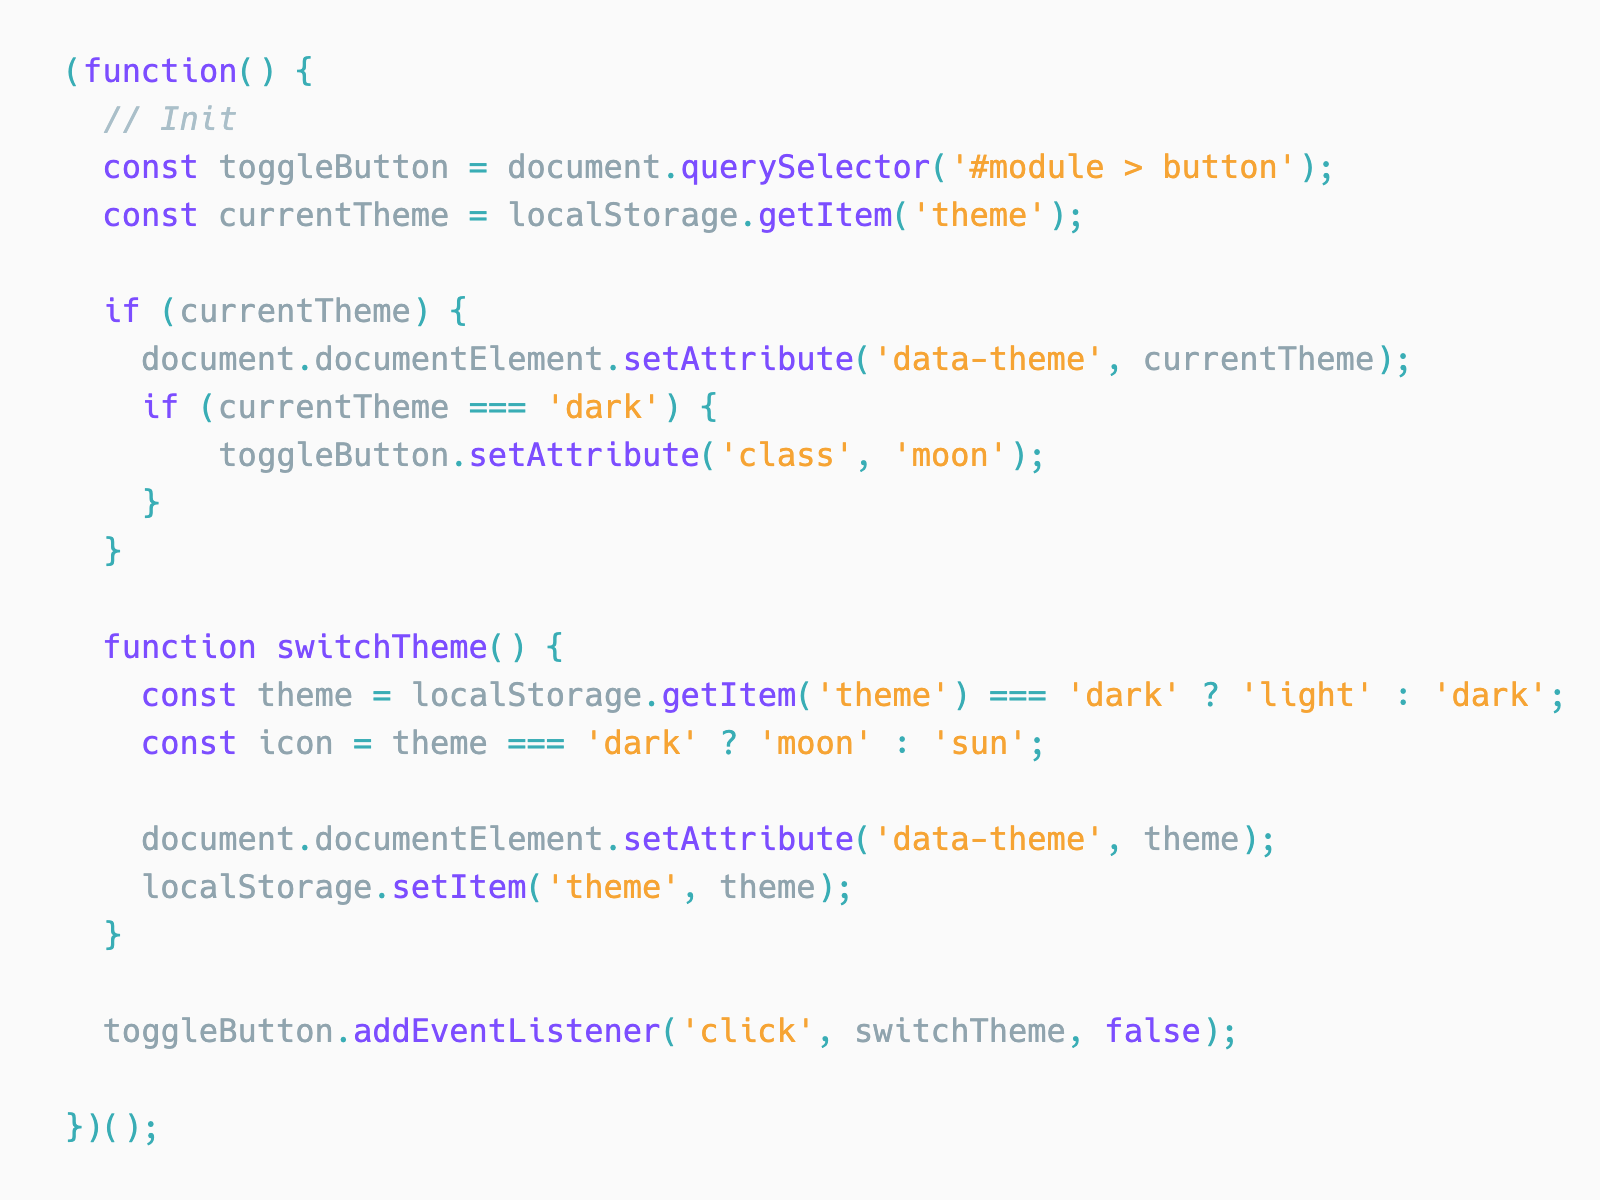 (function() {
  // Init
  const toggleButton = document.querySelector('#module > button');
  const currentTheme = localStorage.getItem('theme');

  if (currentTheme) {
    document.documentElement.setAttribute('data-theme', currentTheme);
    if (currentTheme === 'dark') {
        toggleButton.setAttribute('class', 'moon');
    }
  }

  function switchTheme() {
    const theme = localStorage.getItem('theme') === 'dark' ? 'light' : 'dark';
    const icon = theme === 'dark' ? 'moon' : 'sun';

    document.documentElement.setAttribute('data-theme', theme);
    localStorage.setItem('theme', theme);
  }

  toggleButton.addEventListener('click', switchTheme, false);

})();